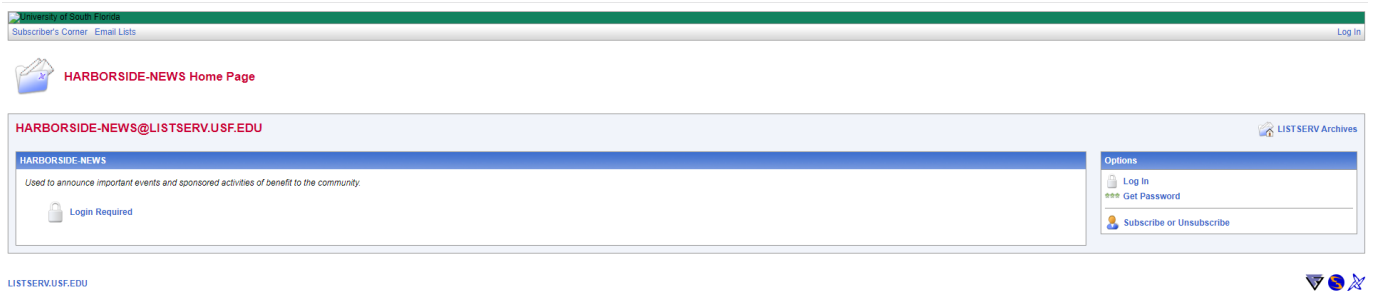 University of South Florida
Subscriber's Corner Email Lists Log In
HARBORSIDE-NEWS Home Page
HARBORSIDE-NEWS@LISTSERV.USF.EDU
LISTSERV Archives
HARBORSIDE-NEWS
Used to announce important events and sponsored activities of benefit to the community.
Login Required
Options
Log In
Get Password
Subscribe or Unsubscribe
LISTSERV.USF.EDU